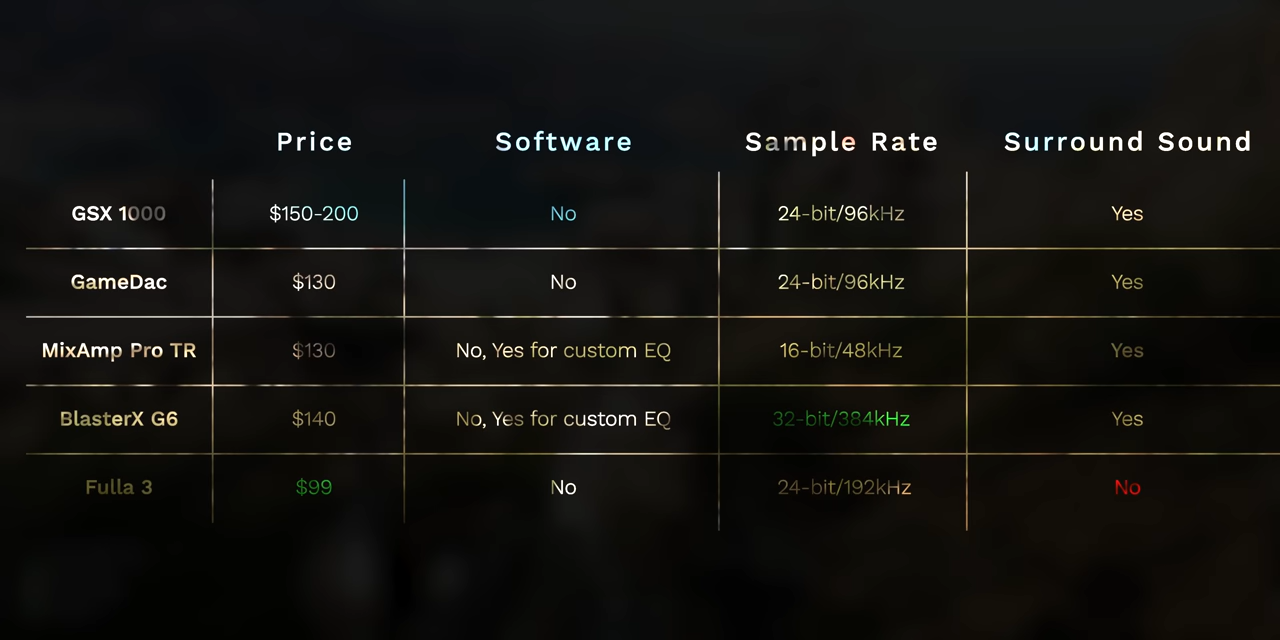 Price Software Sample Rate Surround Sound
GSX 1000 $150-200 No 24-bit/96kHz Yes
GameDac $130 No 24-bit/96kHz Yes
MixAmp Pro TR $130 No, Yes for custom EQ 16-bit/48kHz Yes
BlasterX G6 $140 No, Yes for custom EQ 32-bit/384kHz Yes
Fulla 3 $99 No 24-bit/192kHz No